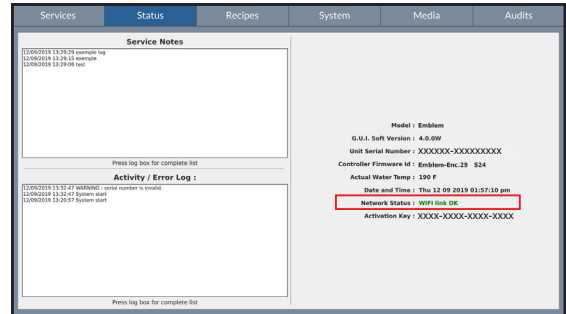 Services Status Recipes System Media Audits
Service Notes
12/09/2019 13:29:29 exemple log
12/09/2019 13:29:15 exemple
12/09/2019 13:29:06 test
Press log box for complete list
Activity / Error Log :
12/09/2019 13:32:47 WARNING : serial number is invalid.
12/09/2019 13:32:47 System start
12/09/2019 13:20:57 System start
Press log box for complete list
Model : Emblem
G.U.I. Soft Version : 4.0.0W
Unit Serial Number : XXXXXX-XXXXXXXXX
Controller Firmware Id : Emblem-Enc.29 S24
Actual Water Temp : 190 F
Date and Time : Thu 12 09 2019 01:57:10 pm
Network Status : WIFI link OK
Activation Key : XXXX-XXXX-XXXX-XXXX